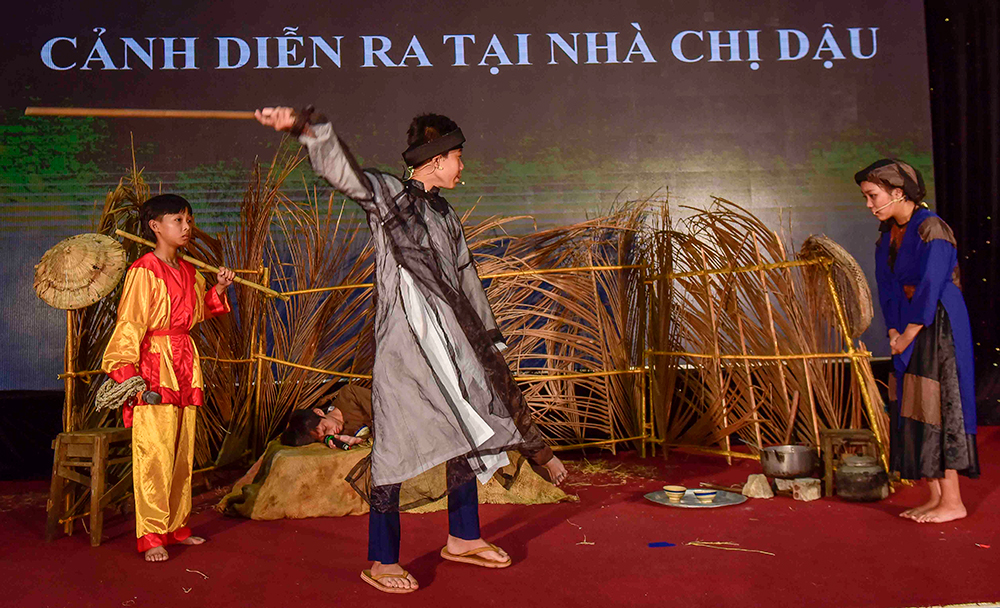 CẢNH DIỄN RA TẠI NHÀ CHỊ DẬU